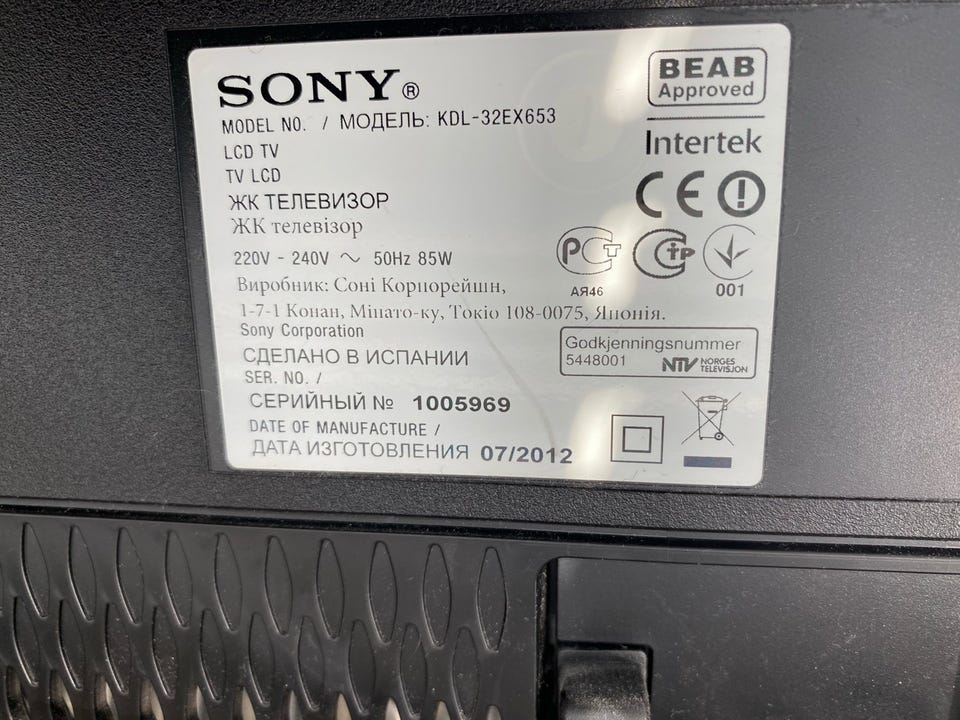 SONY®
BEAB
Approved
Intertek
MODEL NO. / МОДЕЛЬ: KDL-32EX653
LCD TV
TV LCD
ЖК ТЕЛЕВИЗОР
ЖК телевізор
220V - 240V ~ 50Hz 85W
CE
АЯ46
001
Виробник: Соні Корпорейшн,
1-7-1 Конан, Мінато-ку, Токіо 108-0075, Японія.
Sony Corporation
Godkjenningsnummer
5448001 NTV NORGES TELEVISJON
СДЕЛАНО В ИСПАНИИ
SER. NO. /
СЕРИЙНЫЙ № 1005969
DATE OF MANUFACTURE /
ДАТА ИЗГОТОВЛЕНИЯ 07/2012